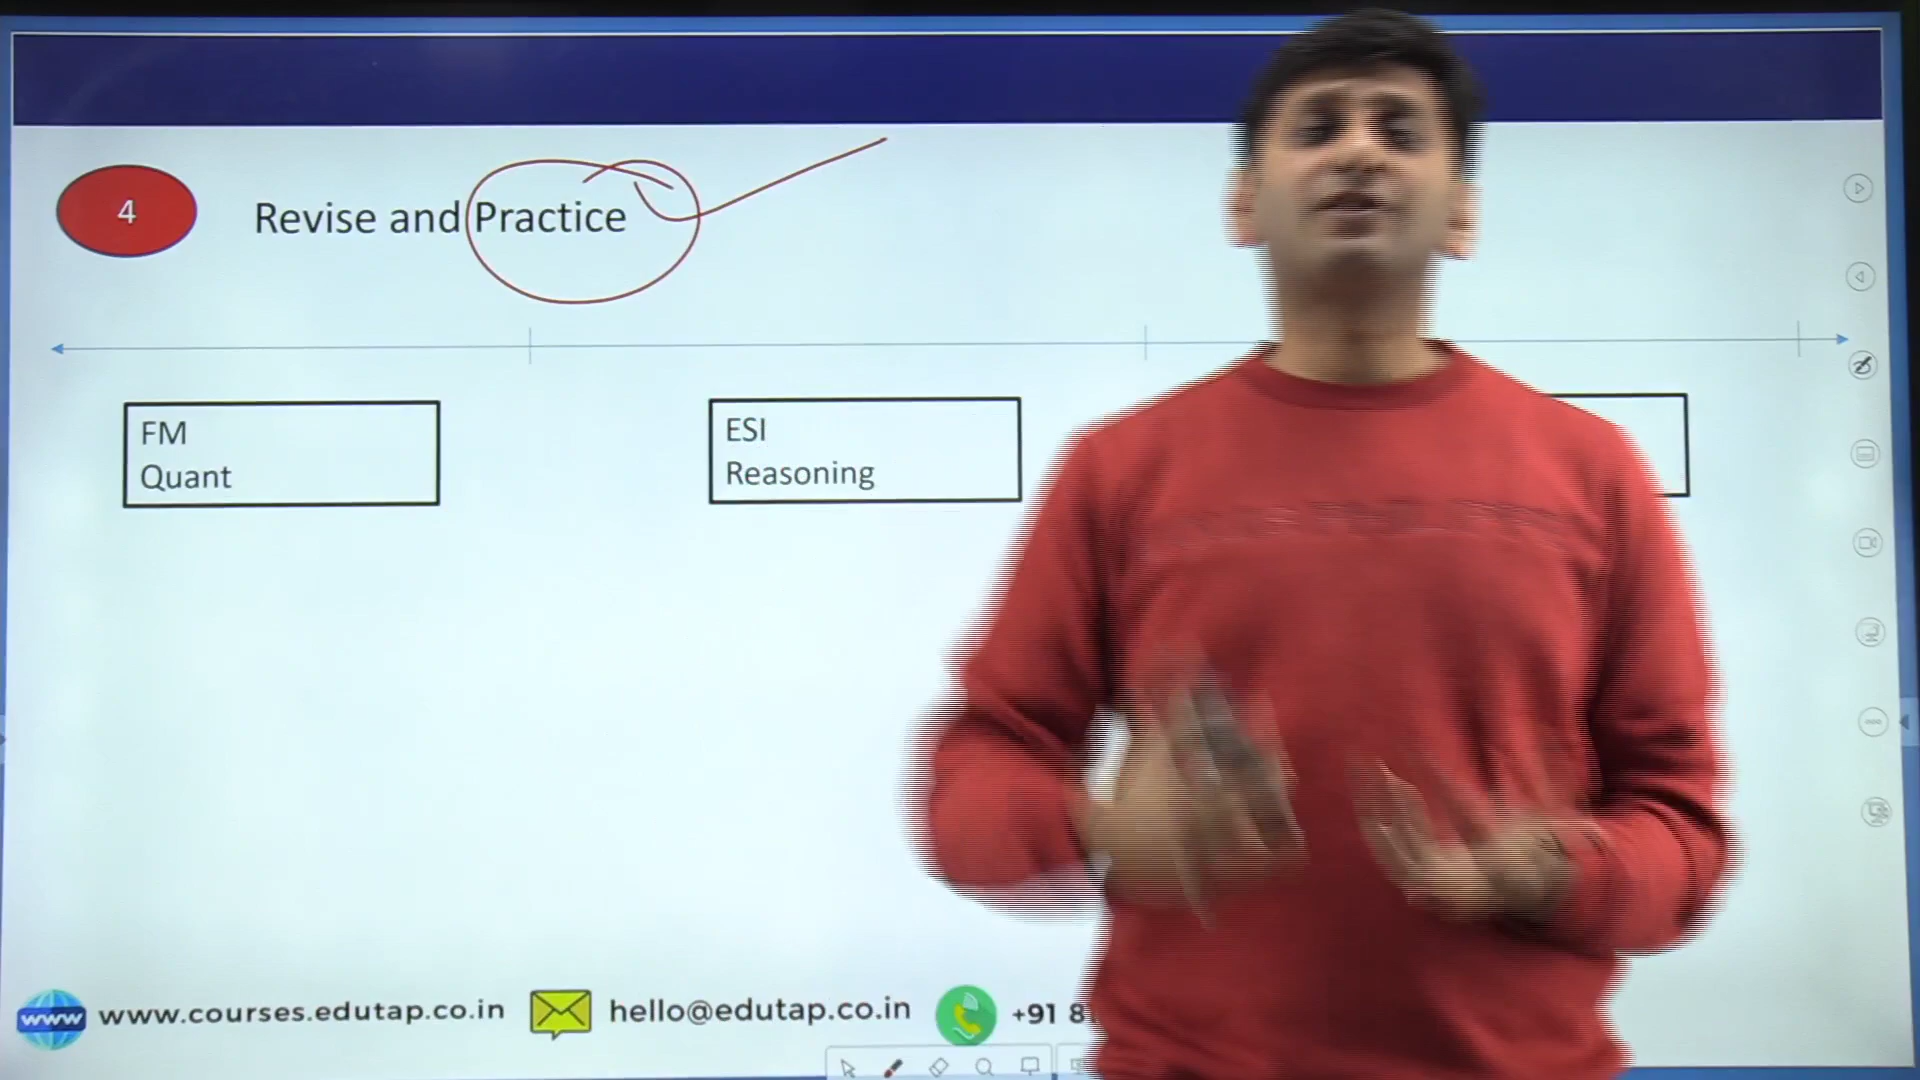 4
Revise and Practice
FM
Quant
ESI
Reasoning
www
www.courses.edutap.co.in
hello@edutap.co.in
+91 8